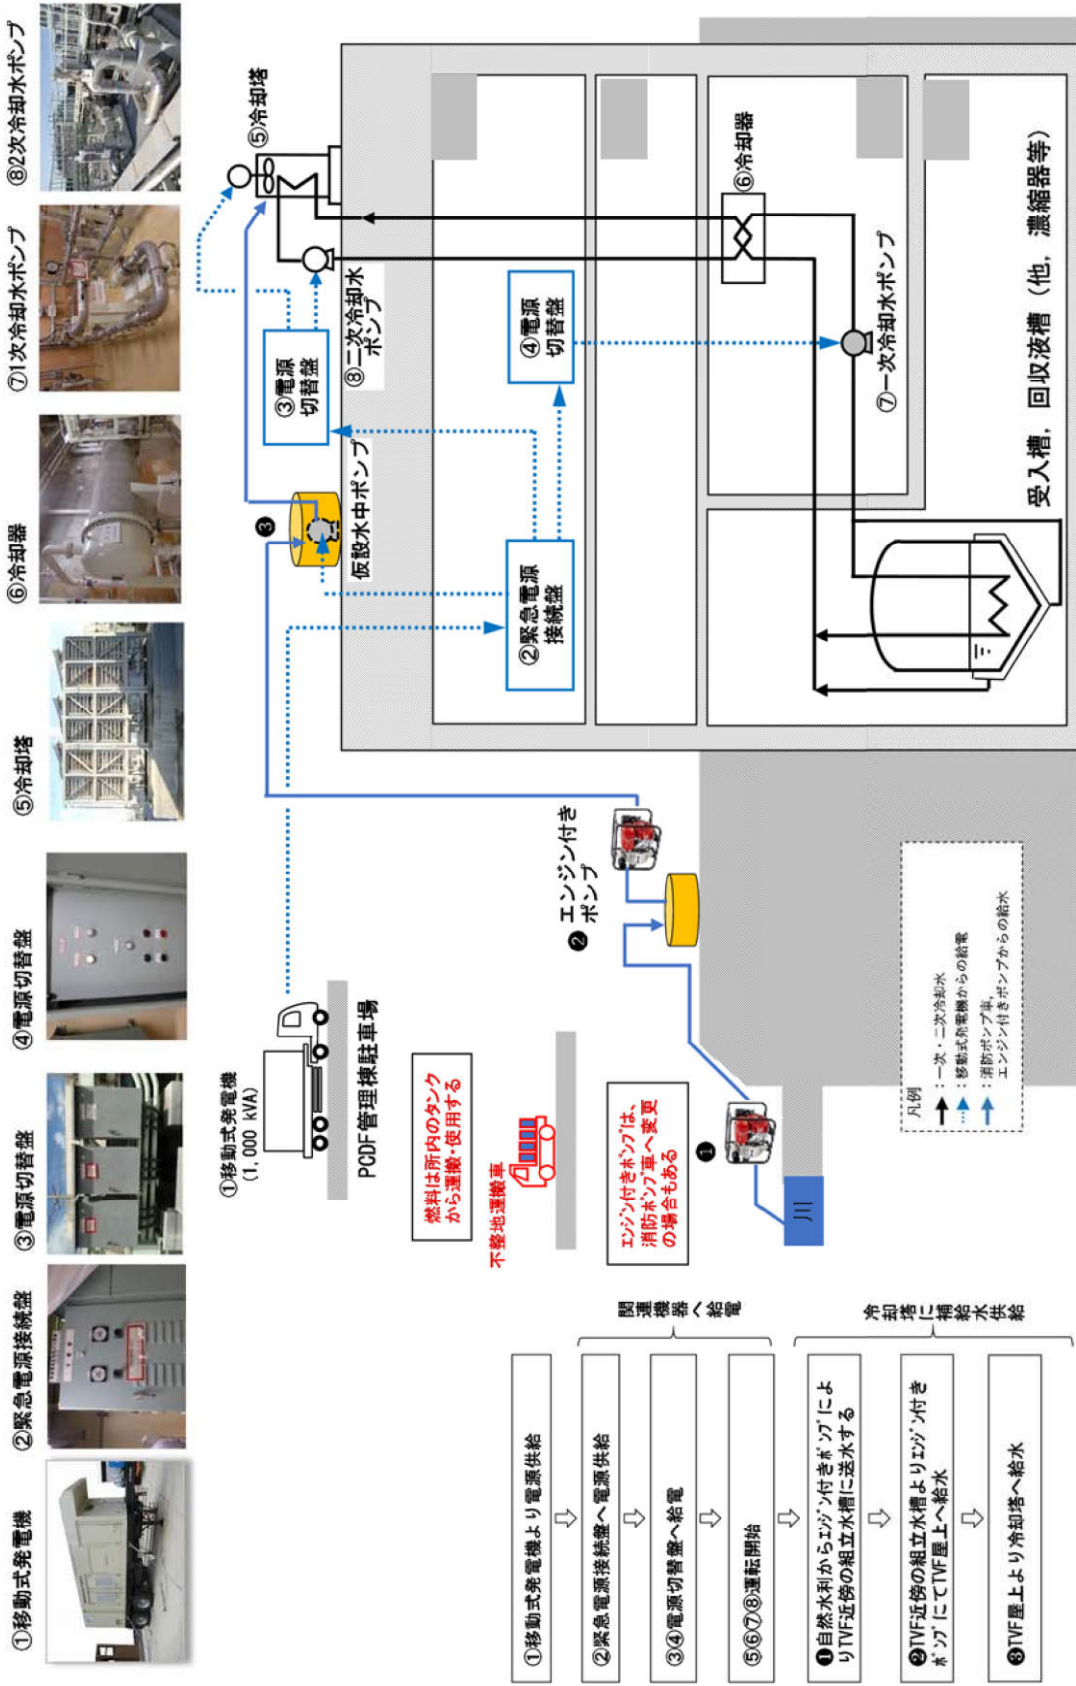 ①移動式発電機
②緊急電源接続盤
③電源切替盤
④電源切替盤
⑤冷却塔
⑥冷却器
⑦1次冷却水ポンプ
⑧2次冷却水ポンプ
①移動式発電機
(1,000 kVA)
PCDF管理棟駐車場
燃料は所内のタンク
から運搬・使用する
不整地運搬車
エンジン付きポンプは、
消防ポンプ車へ変更
の場合もある
❶
川
❷
エンジン付き
ポンプ
❸
仮設水中ポンプ
②緊急電源
接続盤
③電源
切替盤
④電源
切替盤
⑤冷却塔
⑧二次冷却水
ポンプ
⑥冷却器
⑦一次冷却水ポンプ
受入槽，回収液槽（他，濃縮器等）
凡例
：一次・二次冷却水
：移動式発電機からの給電
：消防ポンプ車，
エンジン付きポンプからの給水
①移動式発電機より電源供給
②緊急電源接続盤へ電源供給
③④電源切替盤へ給電
⑤⑥⑦⑧運転開始
関連機器へ給電
❶自然水利からエンジン付きポンプによ
りTVF近傍の組立水槽に送水する
❷TVF近傍の組立水槽よりエンジン付き
ポンプにてTVF屋上へ給水
❸TVF屋上より冷却塔へ給水
冷却塔に補給水供給